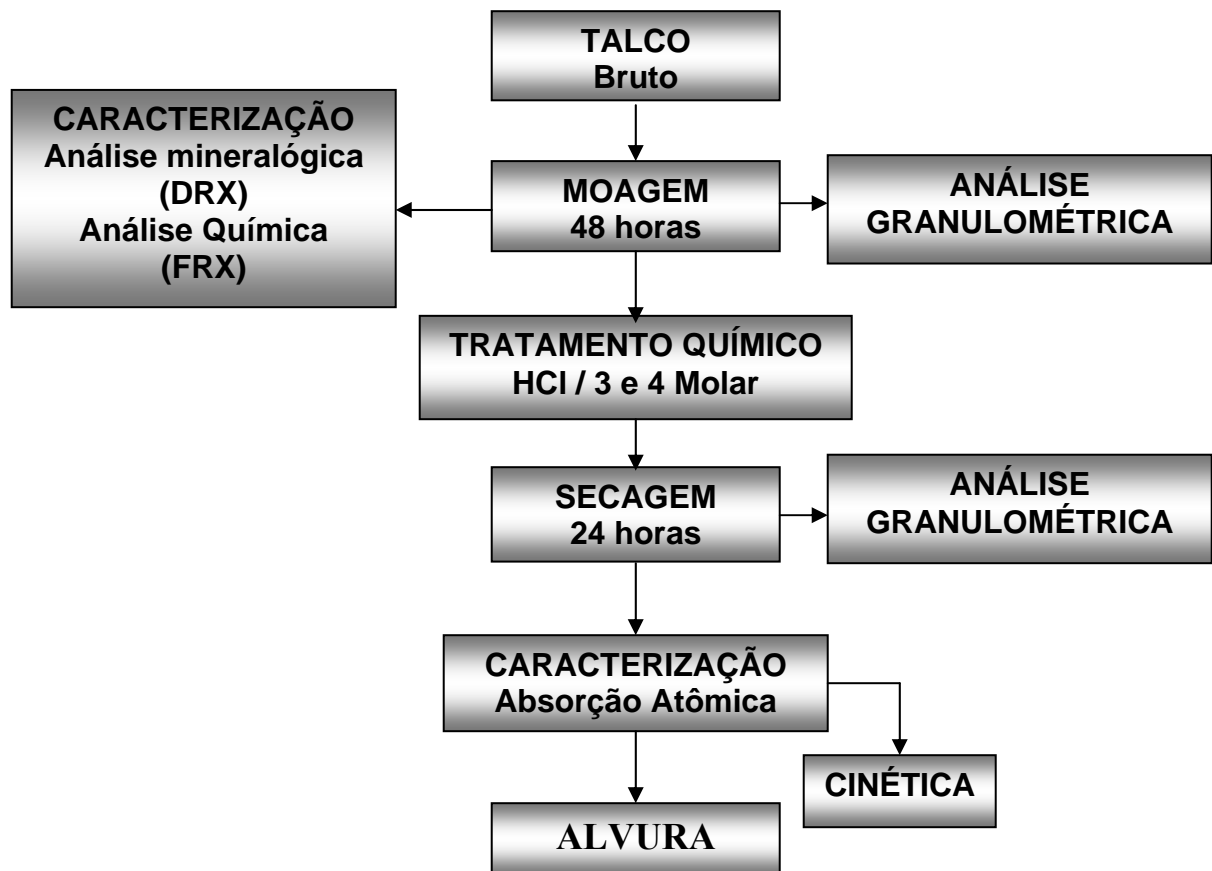 TALCO
Bruto
CARACTERIZAÇÃO
Análise mineralógica
(DRX)
Análise Química
(FRX)
MOAGEM
48 horas
ANÁLISE
GRANULOMÉTRICA
TRATAMENTO QUÍMICO
HCl / 3 e 4 Molar
SECAGEM
24 horas
ANÁLISE
GRANULOMÉTRICA
CARACTERIZAÇÃO
Absorção Atômica
CINÉTICA
ALVURA